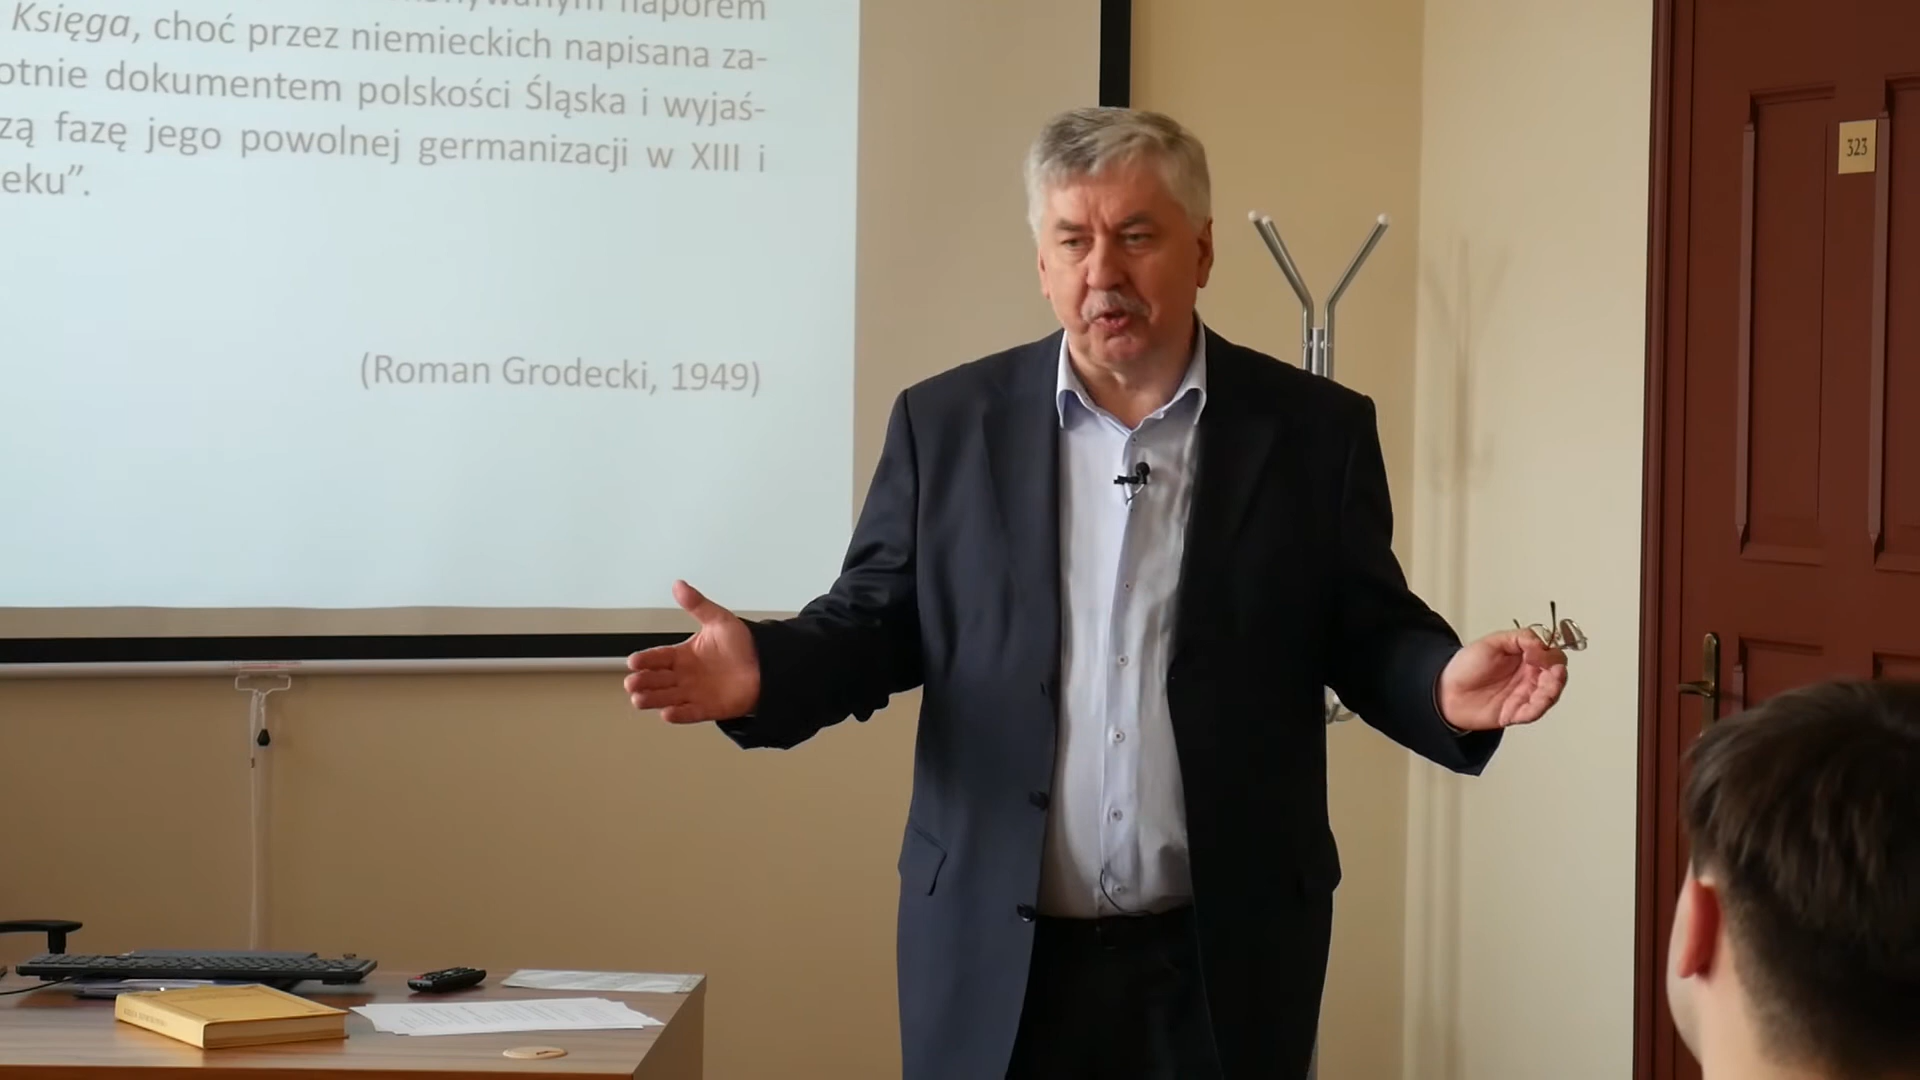 naporem
Księga, choć przez niemieckich napisana za-
otnie dokumentem polskości Śląska i wyjaś-
zą fazę jego powolnej germanizacji w XIII i
eku”.
(Roman Grodecki, 1949)
323